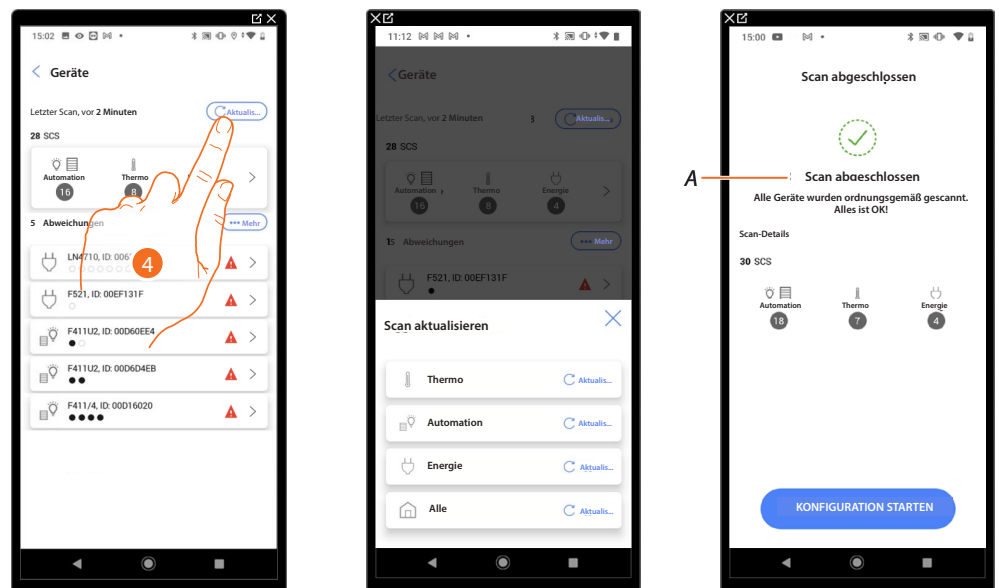 15:02
Geräte
Letzter Scan, vor 2 Minuten
Aktualis...
28 SCS
Automation
Thermo
16
8
5 Abweichungen
••• Mehr
LN4710, ID: 006
4
F521, ID: 00EF131F
F411U2, ID: 00D60EE4
F411U2, ID: 00D6D4EB
F411/4, ID: 00D16020
11:12
Geräte
Letzter Scan, vor 2 Minuten
Aktualis...
28 SCS
Automation
Thermo
Energie
16
8
4
15 Abweichungen
••• Mehr
F521, ID: 00EF131F
Scan aktualisieren
Thermo
Aktualis...
Automation
Aktualis...
Energie
Aktualis...
Alle
Aktualis...
15:00
Scan abgeschlossen
A
Scan abgeschlossen
Alle Geräte wurden ordnungsgemäß gescannt.
Alles ist OK!
Scan-Details
30 SCS
Automation
Thermo
Energie
18
7
4
KONFIGURATION STARTEN